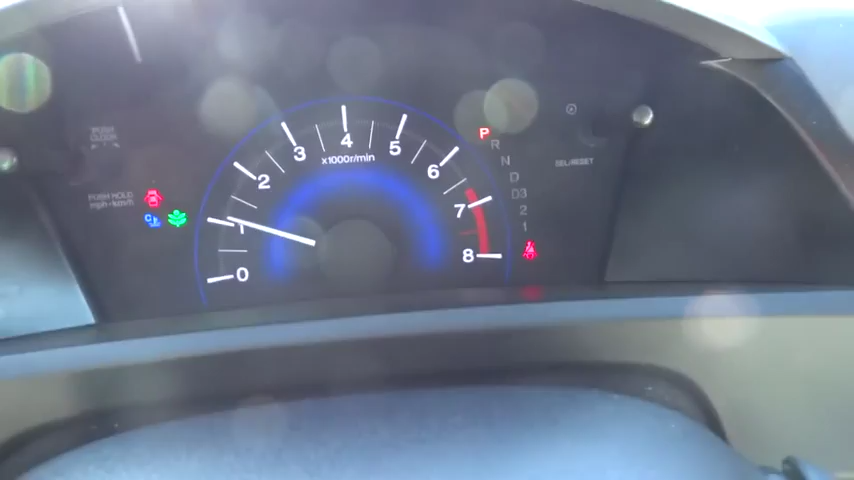 PUSH
CLOCK
PUSH HOLD
mph↔km/h
0
1
2
3
4
5
6
7
8
x1000r/min
P
R
N
D
D3
2
1
SEL/RESET